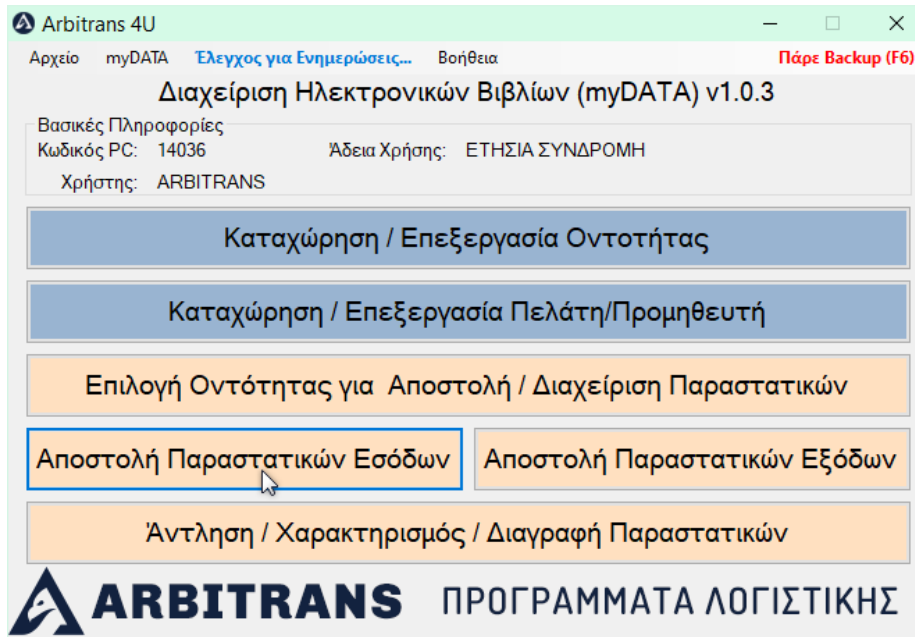 Arbitrans 4U
Αρχείο myDATA Έλεγχος για Ενημερώσεις... Βοήθεια Πάρε Backup (F6)
Διαχείριση Ηλεκτρονικών Βιβλίων (myDATA) v1.0.3
Βασικές Πληροφορίες
Κωδικός PC: 14036 Άδεια Χρήσης: ΕΤΗΣΙΑ ΣΥΝΔΡΟΜΗ
Χρήστης: ARBITRANS
Καταχώρηση / Επεξεργασία Οντοτήτας
Καταχώρηση / Επεξεργασία Πελάτη/Προμηθευτή
Επιλογή Οντότητας για Αποστολή / Διαχείριση Παραστατικών
Αποστολή Παραστατικών Εσόδων Αποστολή Παραστατικών Εξόδων
Άντληση / Χαρακτηρισμός / Διαγραφή Παραστατικών
ARBITRANS ΠΡΟΓΡΑΜΜΑΤΑ ΛΟΓΙΣΤΙΚΗΣ